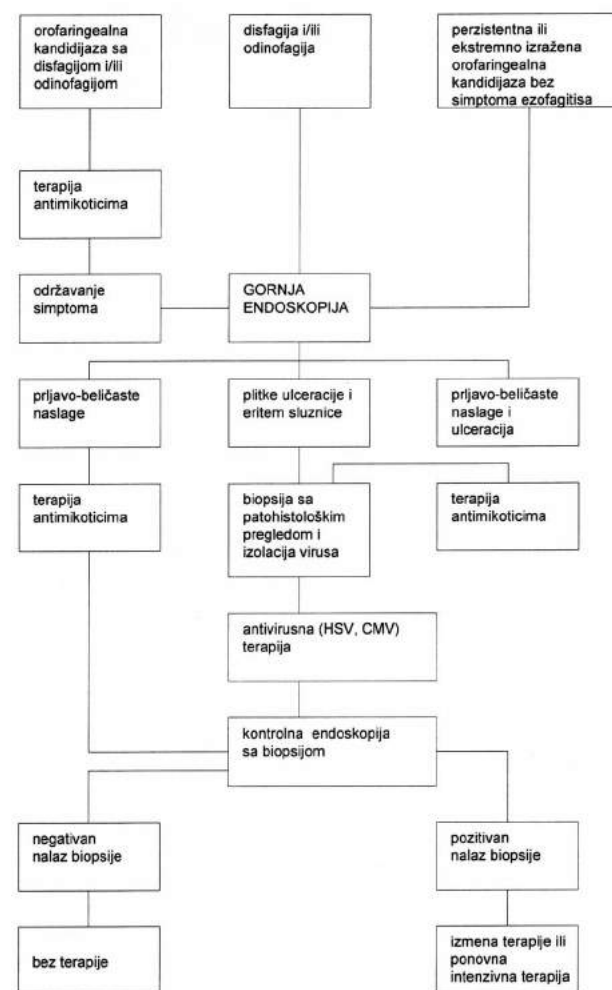 orofaringealna
kandidijaza sa
disfagijom i/ili
odinofagijom
disfagija i/ili
odinofagija
perzistentna ili
ekstremno izražena
orofaringealna
kandidijaza bez
simptoma ezofagitisa
terapija
antimikoticima
održavanje
simptoma
GORNJA
ENDOSKOPIJA
prljavo-beličaste
naslage
plitke ulceracije i
eritem sluznice
prljavo-beličaste
naslage i
ulceracija
terapija
antimikoticima
biopsija sa
patohistološkim
pregledom i
izolacija virusa
terapija
antimikoticima
antivirusna (HSV, CMV)
terapija
kontrolna endoskopija
sa biopsijom
negativan
nalaz biopsije
pozitivan
nalaz biopsije
bez terapije
izmena terapije ili
ponovna
intenzivna terapija